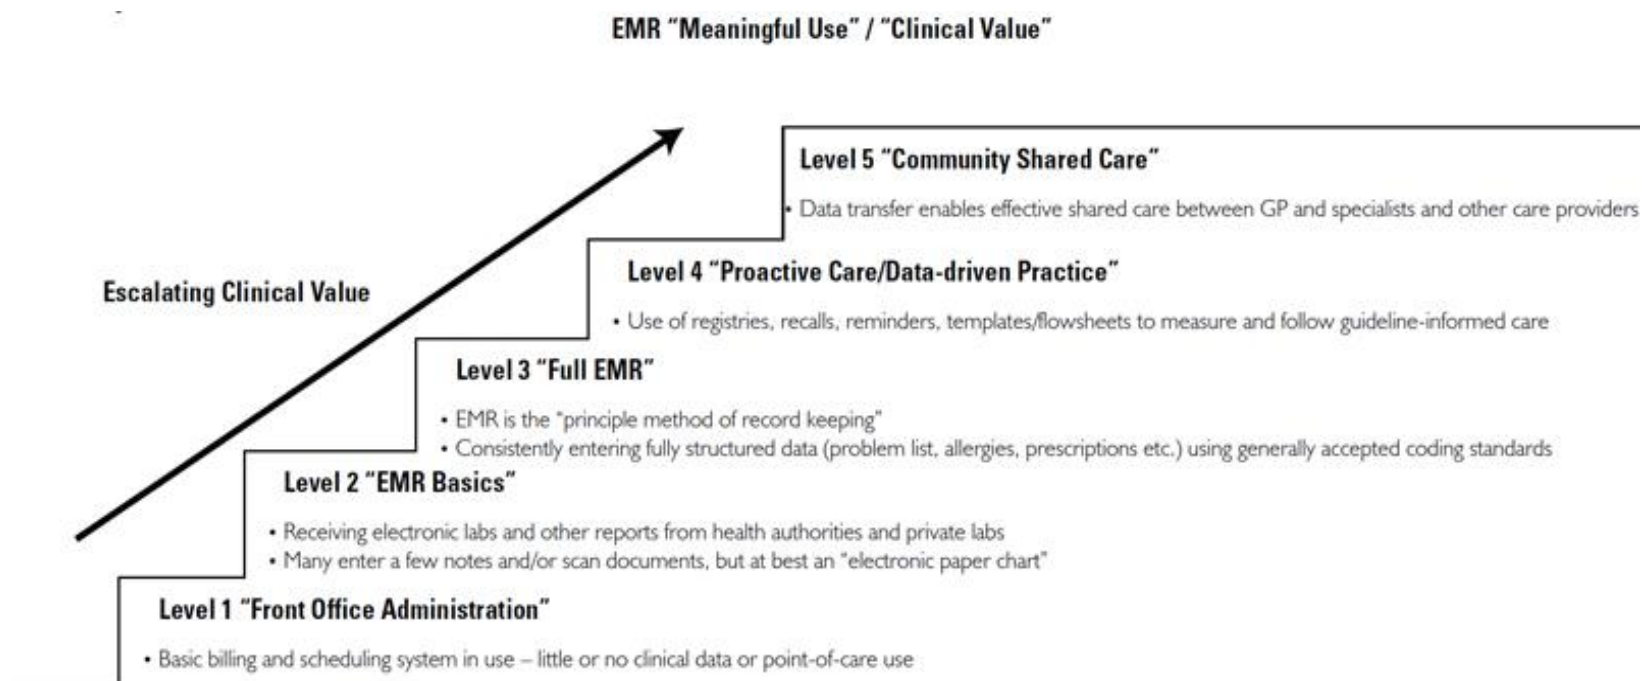 EMR “Meaningful Use” / “Clinical Value”
Level 5 “Community Shared Care”
• Data transfer enables effective shared care between GP and specialists and other care providers
Level 4 “Proactive Care/Data-driven Practice”
Escalating Clinical Value
• Use of registries, recalls, reminders, templates/flowsheets to measure and follow guideline-informed care
Level 3 “Full EMR”
• EMR is the “principle method of record keeping”
• Consistently entering fully structured data (problem list, allergies, prescriptions etc.) using generally accepted coding standards
Level 2 “EMR Basics”
• Receiving electronic labs and other reports from health authorities and private labs
• Many enter a few notes and/or scan documents, but at best an “electronic paper chart”
Level 1 “Front Office Administration”
• Basic billing and scheduling system in use – little or no clinical data or point-of-care use